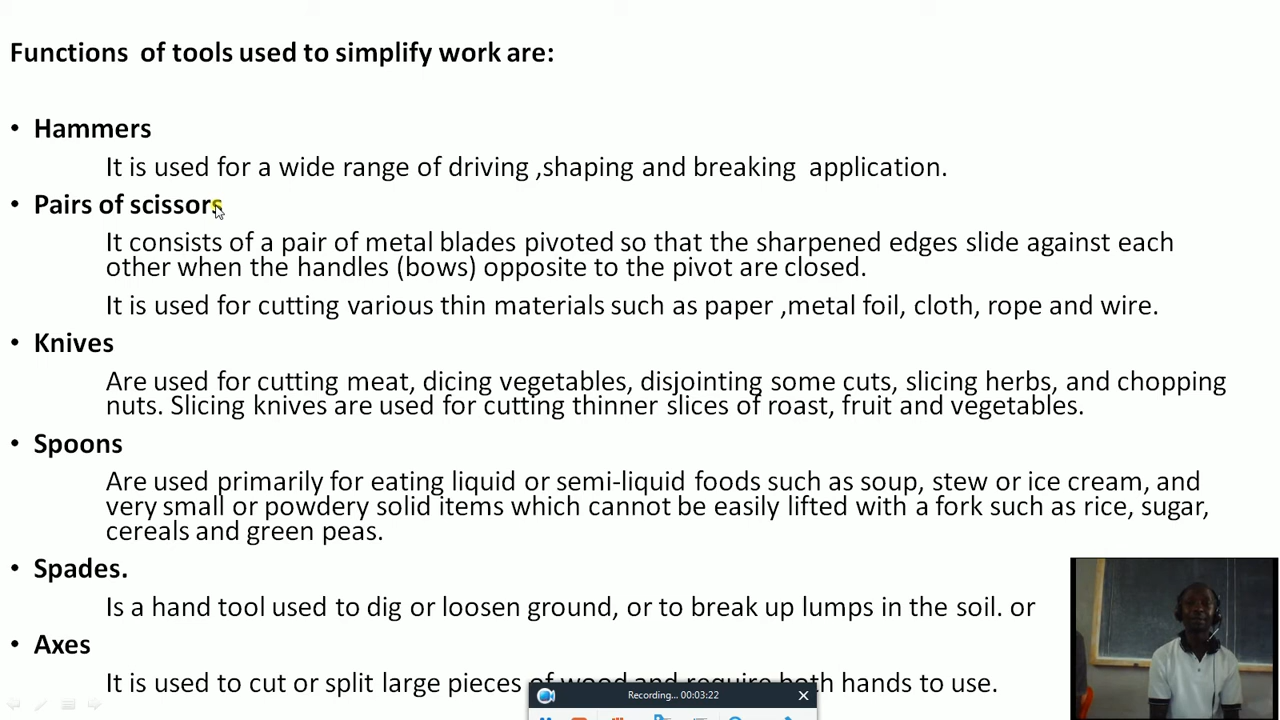 Functions of tools used to simplify work are:
• Hammers
It is used for a wide range of driving ,shaping and breaking application.
• Pairs of scissors
It consists of a pair of metal blades pivoted so that the sharpened edges slide against each
other when the handles (bows) opposite to the pivot are closed.
It is used for cutting various thin materials such as paper ,metal foil, cloth, rope and wire.
• Knives
Are used for cutting meat, dicing vegetables, disjointing some cuts, slicing herbs, and chopping
nuts. Slicing knives are used for cutting thinner slices of roast, fruit and vegetables.
• Spoons
Are used primarily for eating liquid or semi-liquid foods such as soup, stew or ice cream, and
very small or powdery solid items which cannot be easily lifted with a fork such as rice, sugar,
cereals and green peas.
• Spades.
Is a hand tool used to dig or loosen ground, or to break up lumps in the soil. or
• Axes
It is used to cut or split large pieces of wood and require both hands to use.
Recording... 00:03:22